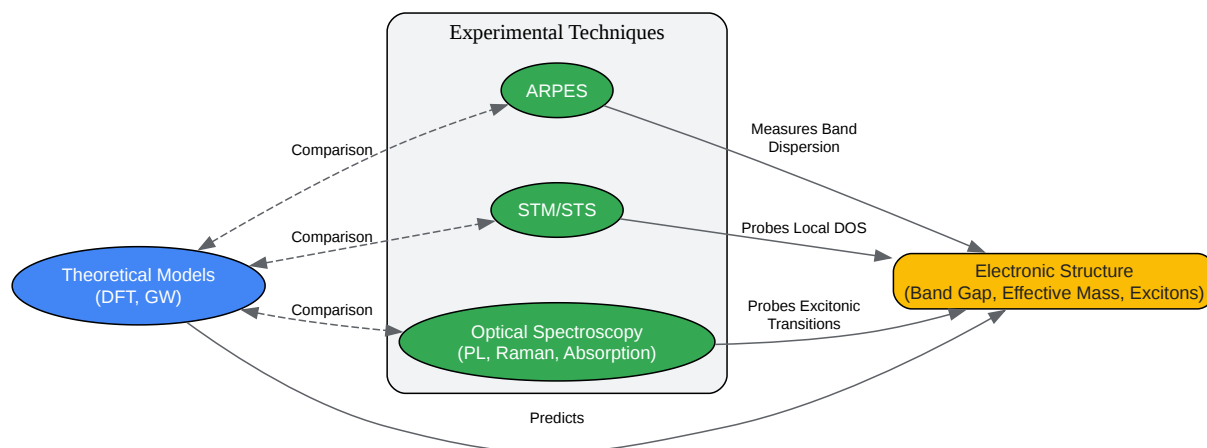 Experimental Techniques
ARPES
Measures Band
Dispersion
Comparison
STM/STS
Probes Local DOS
Comparison
Theoretical Models
(DFT, GW)
Electronic Structure
(Band Gap, Effective Mass, Excitons)
Comparison
Optical Spectroscopy
(PL, Raman, Absorption)
Probes Excitonic
Transitions
Predicts